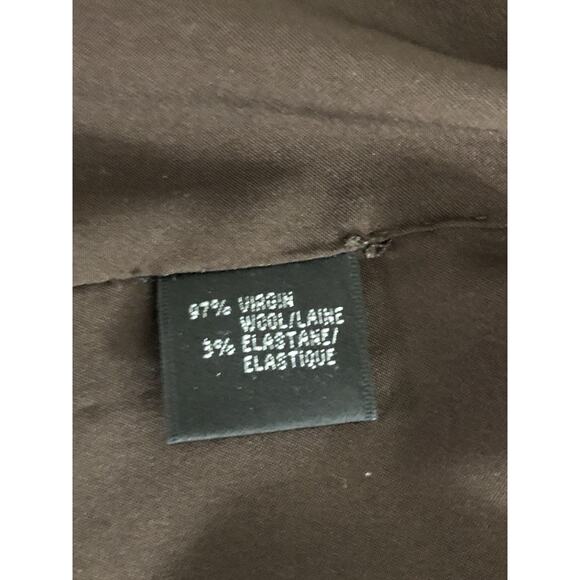 97% VIRGIN
WOOL/LAINE
3% ELASTANE/
ELASTIQUE